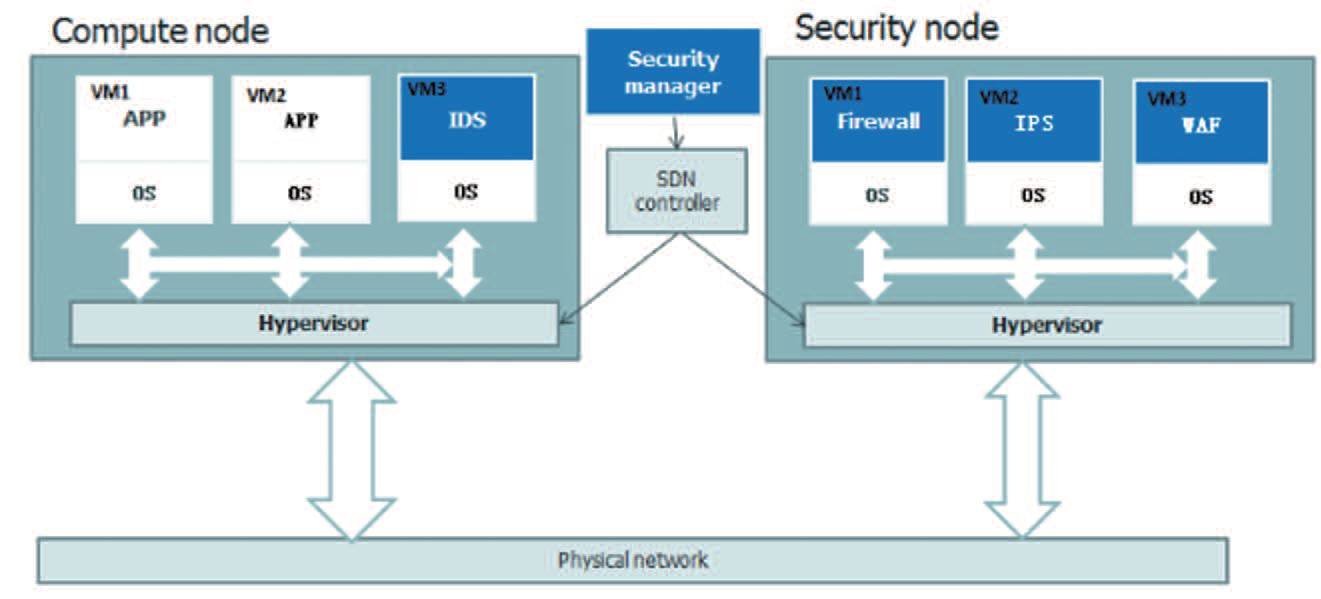 Compute node
Security node
Security
manager
VM1
APP
OS
VM2
APP
OS
VM3
IDS
OS
SDN
controller
VM1
Firewall
OS
VM2
IPS
OS
VM3
WAF
OS
Hypervisor
Hypervisor
Physical network